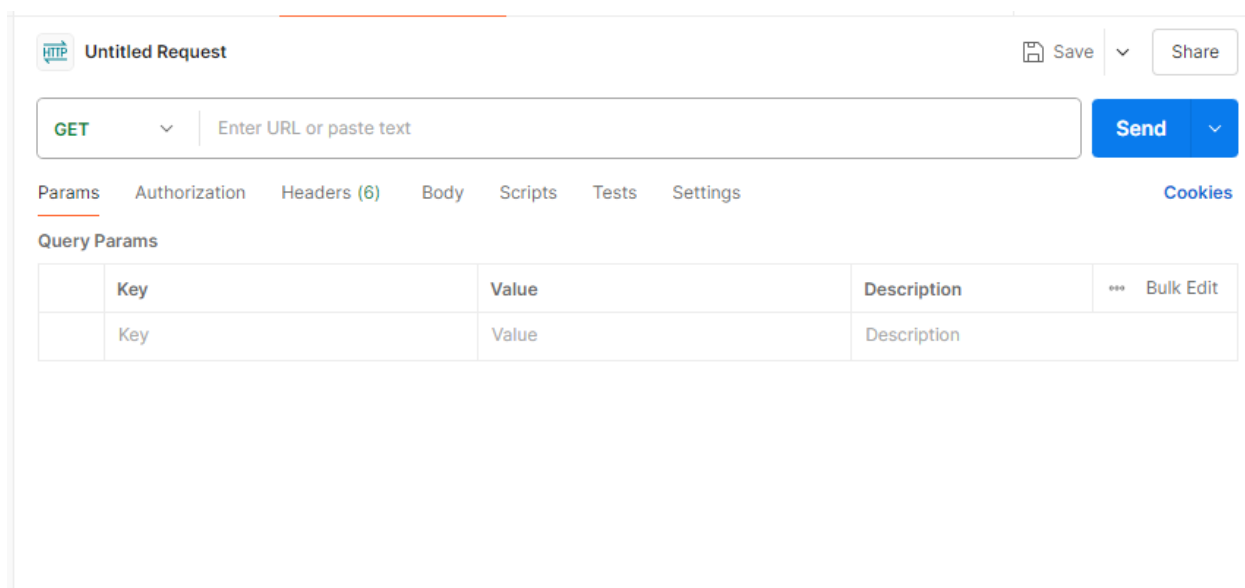 HTTP Untitled Request Save Share
GET Enter URL or paste text Send
Params Authorization Headers (6) Body Scripts Tests Settings Cookies
Query Params
Key Value Description ooo Bulk Edit
Key Value Description